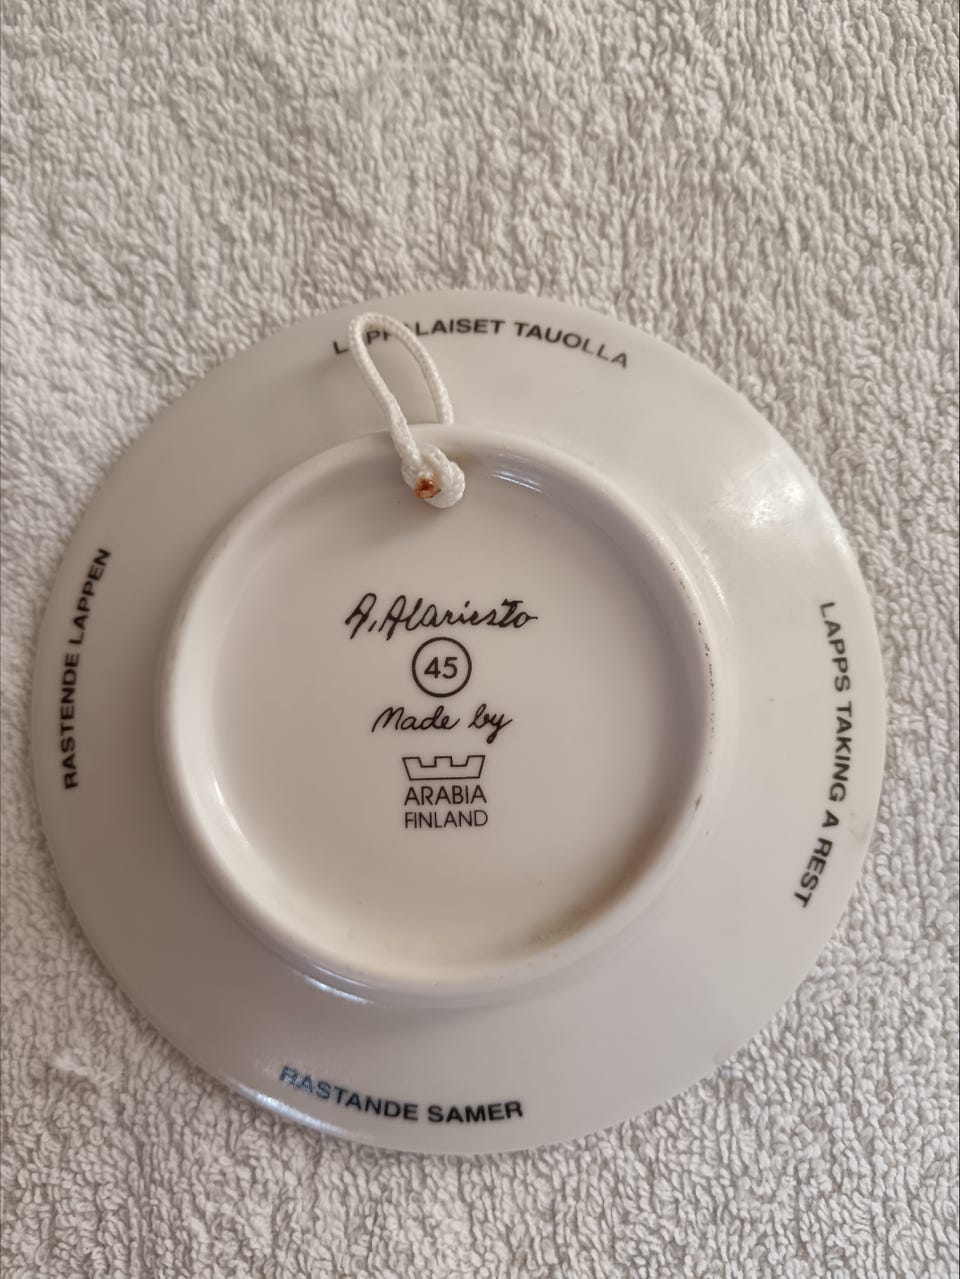 LAPPALAISET TAUOLLA
RASTENDE LAPPEN
A. Alariesto
45
Made by
ARABIA
FINLAND
LAPPS TAKING A REST
RASTANDE SAMER